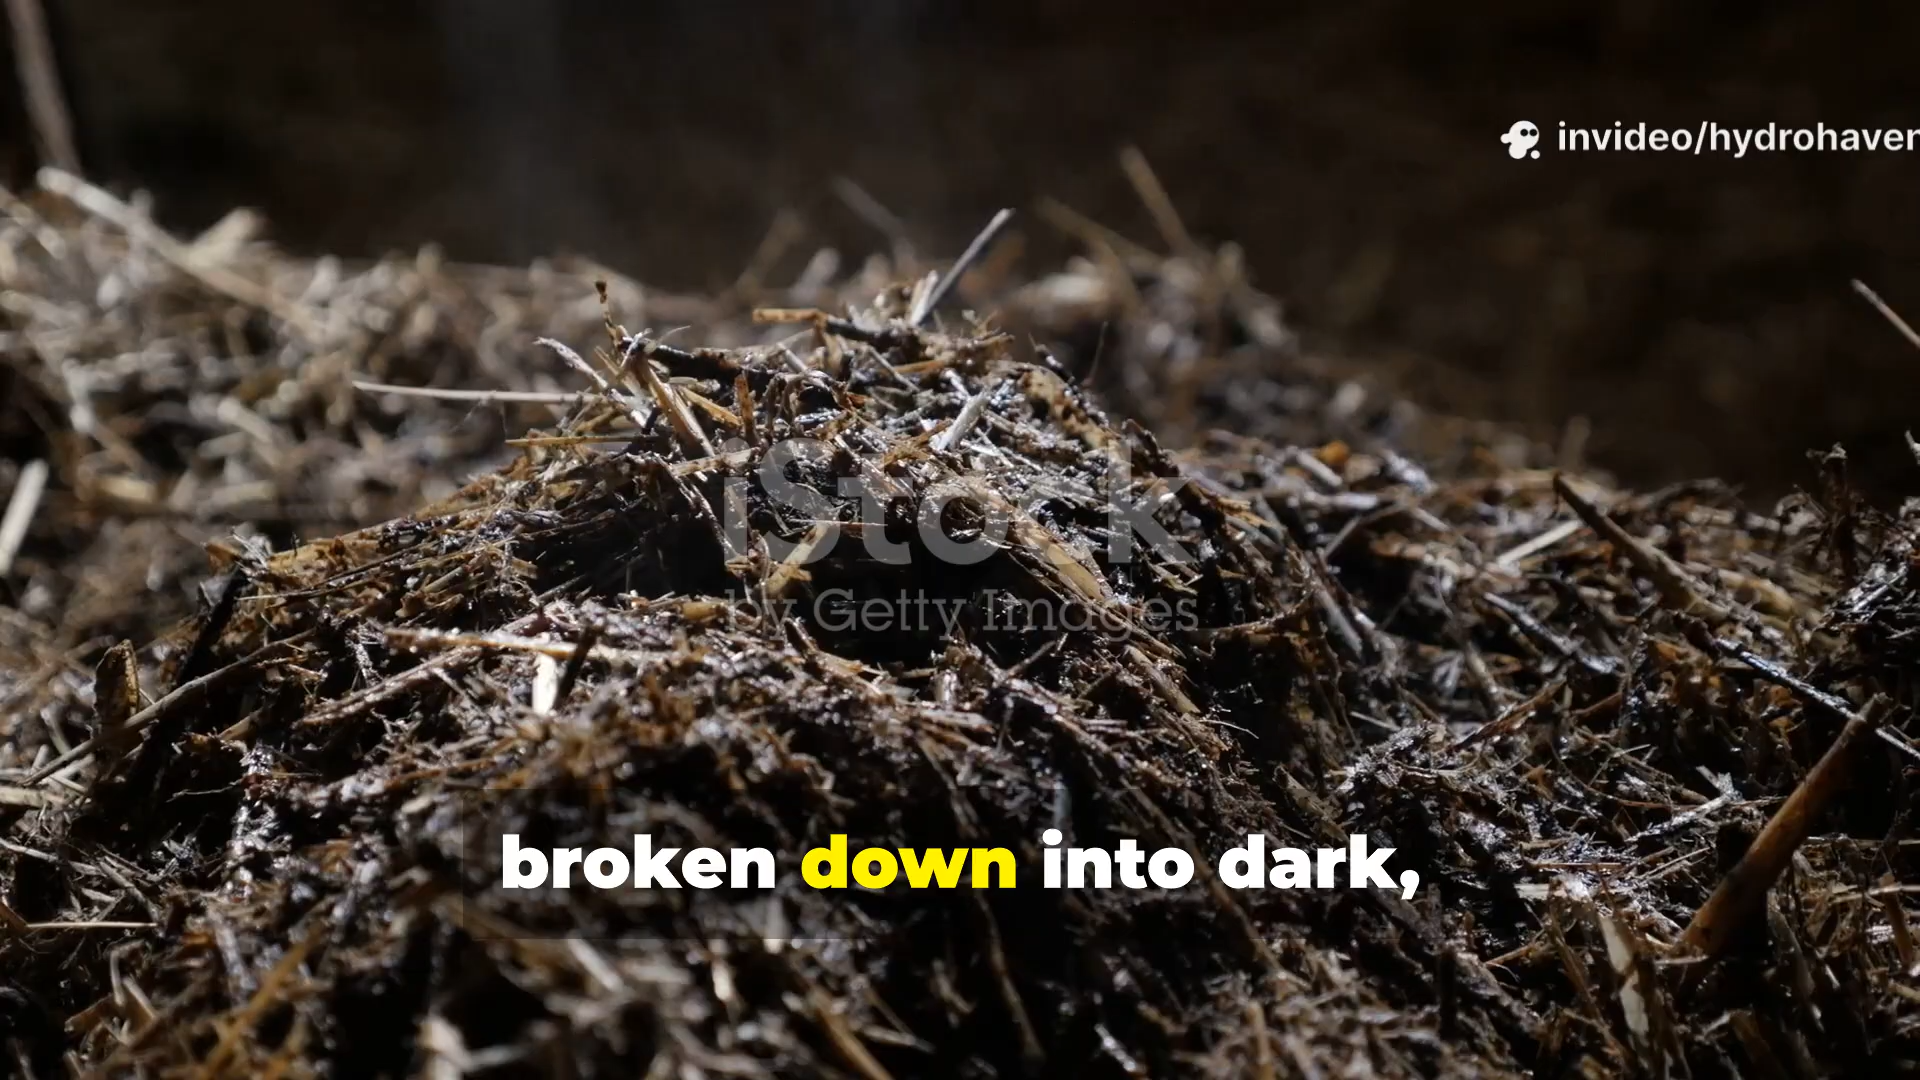 invideo/hydrohaven
iStock
by Getty Images
broken down into dark,